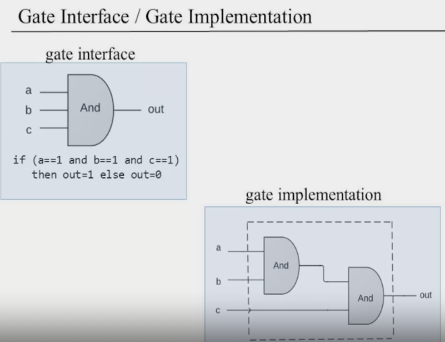 Gate Interface / Gate Implementation
gate interface
a
b
c
And
out
if (a==1 and b==1 and c==1)
then out=1 else out=0
gate implementation
a
b
c
And
And
out